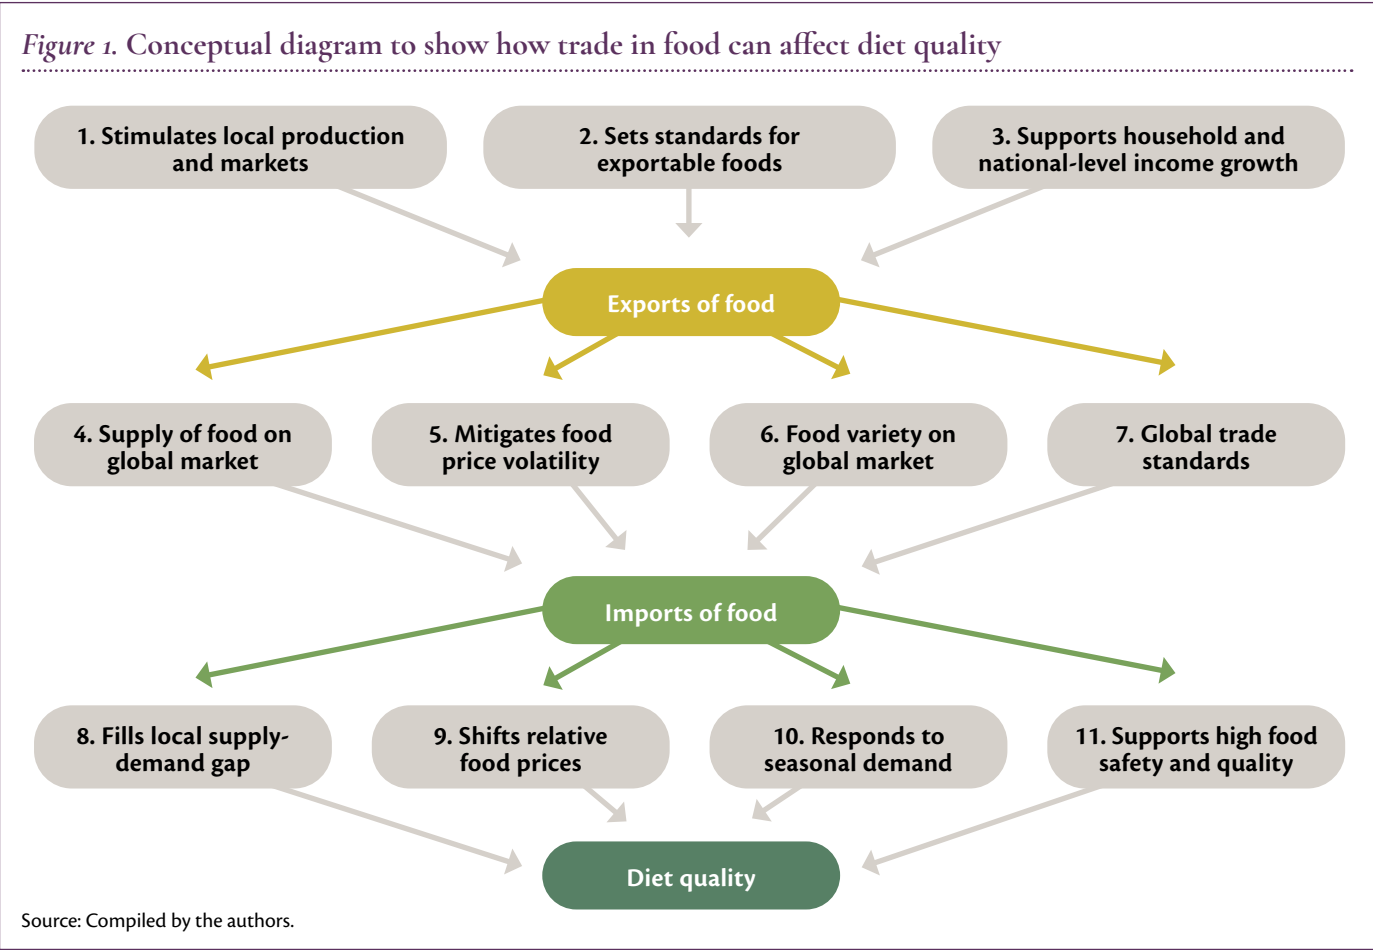 Figure 1. Conceptual diagram to show how trade in food can affect diet quality
1. Stimulates local production
and markets
2. Sets standards for
exportable foods
3. Supports household and
national-level income growth
Exports of food
4. Supply of food on
global market
5. Mitigates food
price volatility
6. Food variety on
global market
7. Global trade
standards
Imports of food
8. Fills local supply-
demand gap
9. Shifts relative
food prices
10. Responds to
seasonal demand
11. Supports high food
safety and quality
Diet quality
Source: Compiled by the authors.